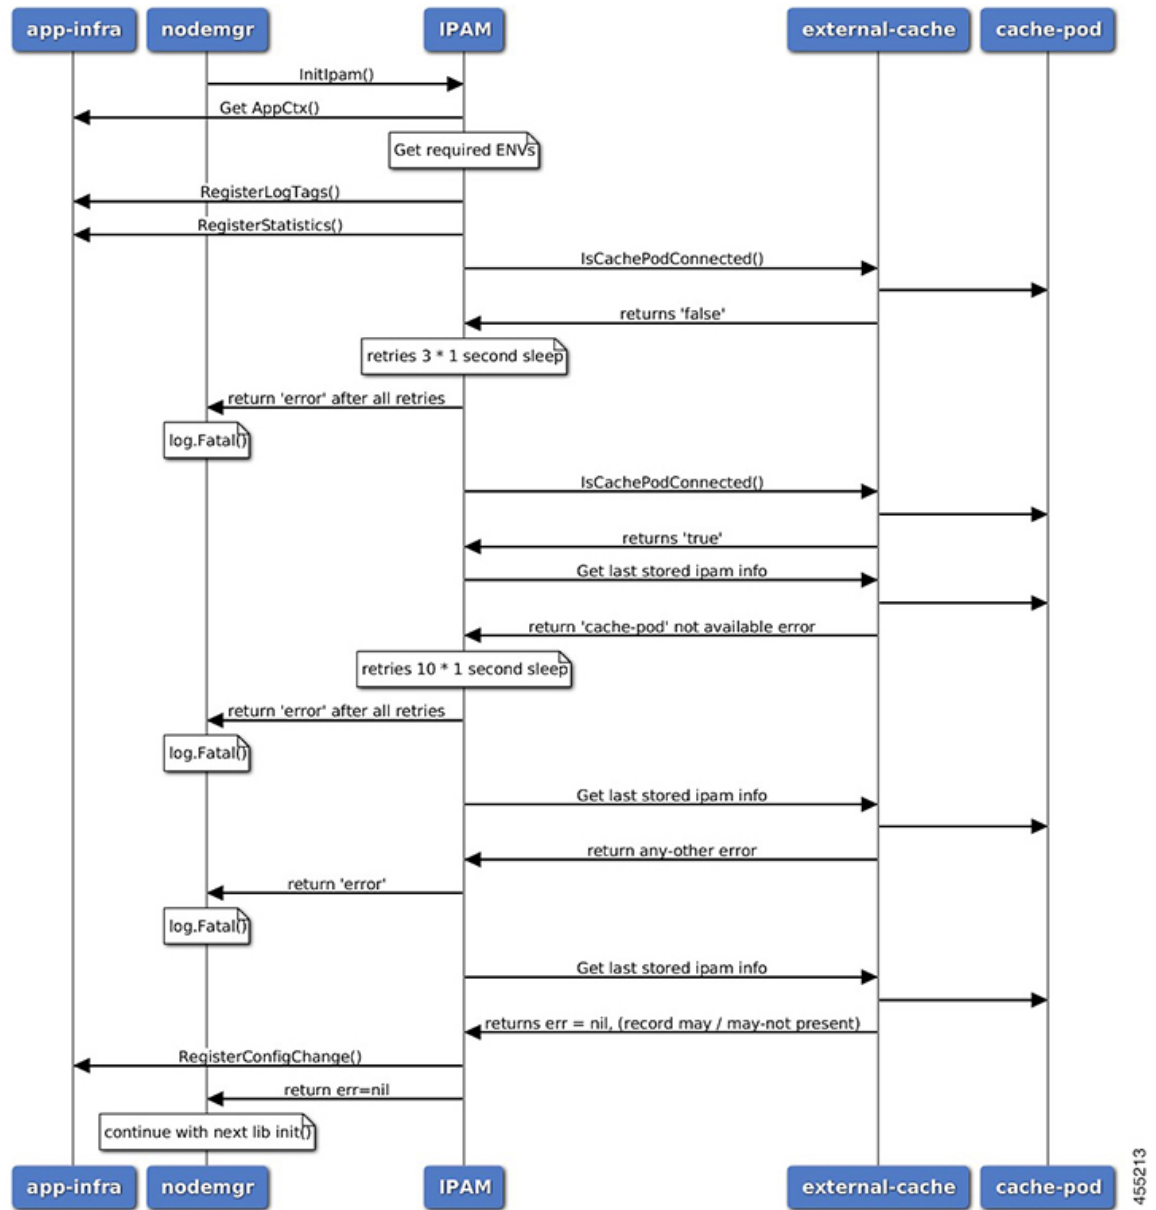 app-infra nodemgr IPAM external-cache cache-pod
InitIpam()
Get AppCtx()
Get required ENVs
RegisterLogTags()
RegisterStatistics()
IsCachePodConnected()
returns 'false'
retries 3 * 1 second sleep
return 'error' after all retries
log.Fatal()
IsCachePodConnected()
returns 'true'
Get last stored ipam info
return 'cache-pod' not available error
retries 10 * 1 second sleep
return 'error' after all retries
log.Fatal()
Get last stored ipam info
return any-other error
return 'error'
log.Fatal()
Get last stored ipam info
returns err = nil, (record may / may-not present)
RegisterConfigChange()
return err=nil
continue with next lib init()
app-infra nodemgr IPAM external-cache cache-pod
455213